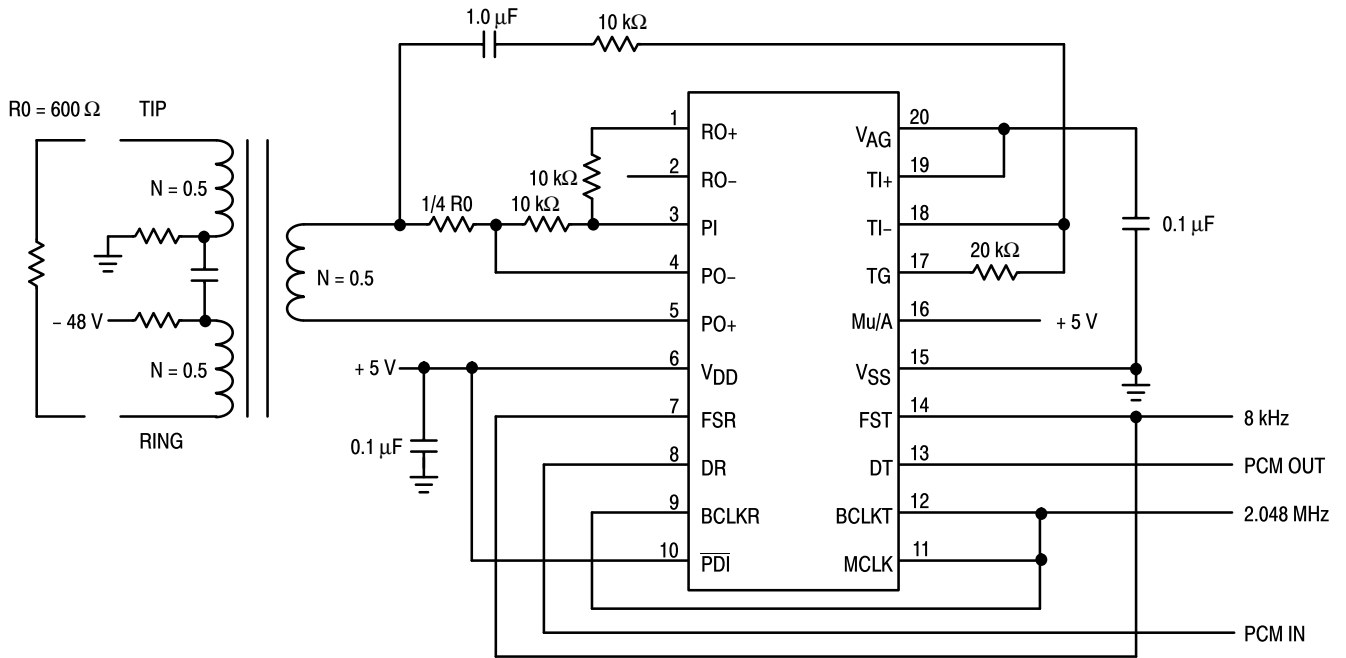 1.0 μF
10 kΩ
R0 = 600 Ω
TIP
N = 0.5
– 48 V
N = 0.5
RING
N = 0.5
1/4 R0
10 kΩ
10 kΩ
+ 5 V
0.1 μF
1
RO+
2
RO–
3
PI
4
PO–
5
PO+
6
VDD
7
FSR
8
DR
9
BCLKR
10
PDI
20
VAG
19
TI+
18
TI–
17
TG
16
Mu/A
15
VSS
14
FST
13
DT
12
BCLKT
11
MCLK
20 kΩ
0.1 μF
+ 5 V
8 kHz
PCM OUT
2.048 MHz
PCM IN